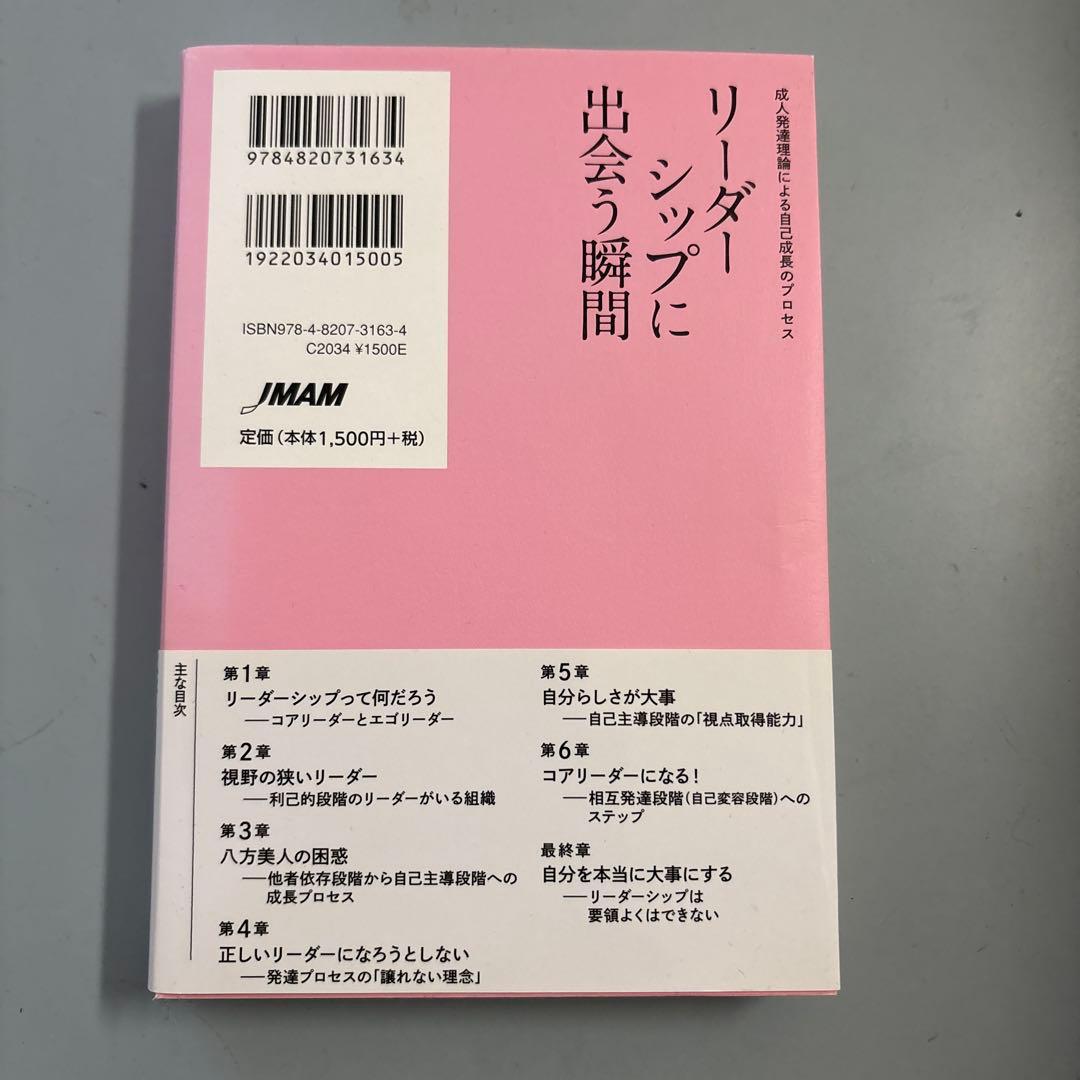 成人発達理論による自己成長のプロセス
リーダー
シップに
出会う瞬間
9784820731634
1922034015005
ISBN978-4-8207-3163-4
C2034 ¥1500E
JMAM
定価（本体1,500円+税）
主な目次
第1章
リーダーシップって何だろう
──コアリーダーとエゴリーダー
第2章
視野の狭いリーダー
──利己的段階のリーダーがいる組織
第3章
八方美人の困惑
──他者依存段階から自己主導段階への
成長プロセス
第4章
正しいリーダーになろうとしない
──発達プロセスの「譲れない理念」
第5章
自分らしさが大事
──自己主導段階の「視点取得能力」
第6章
コアリーダーになる！
──相互発達段階（自己変容段階）への
ステップ
最終章
自分を本当に大事にする
──リーダーシップは
要領よくはできない